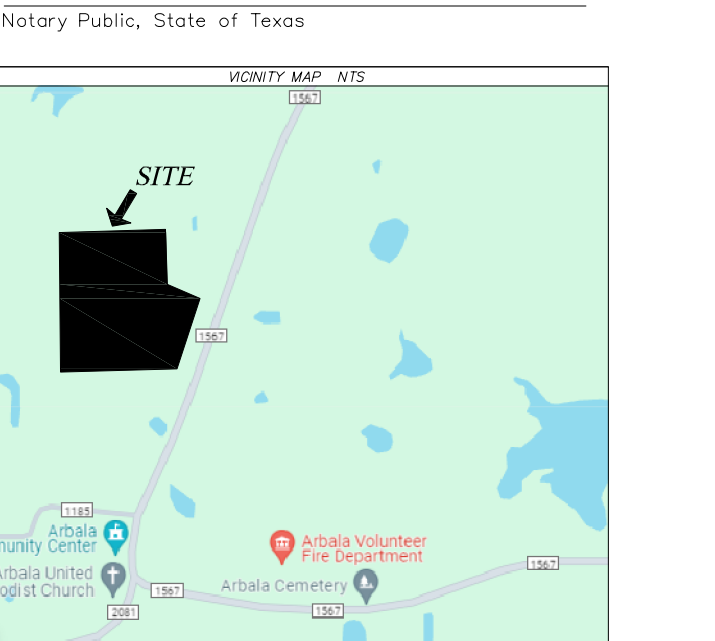 Notary Public, State of Texas
VICINITY MAP NTS
1567
SITE
1567
1185
Arbala
munity Center
Arbala Volunteer
Fire Department
1567
Arbala United
odist Church
1567
Arbala Cemetery
1567
2081